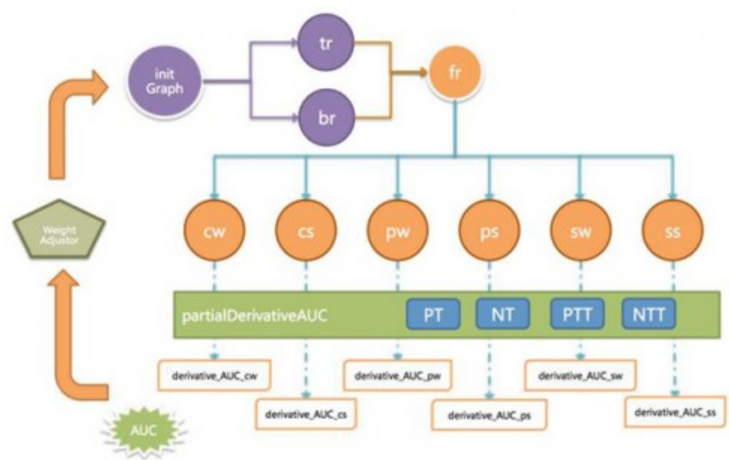 tr
init
Graph
fr
br
cw
cs
pw
ps
sw
ss
Weight
Adjustor
partialDerivativeAUC
PT
NT
PTT
NTT
derivative_AUC_cw
derivative_AUC_pw
derivative_AUC_sw
derivative_AUC_cs
derivative_AUC_ps
derivative_AUC_ss
AUC